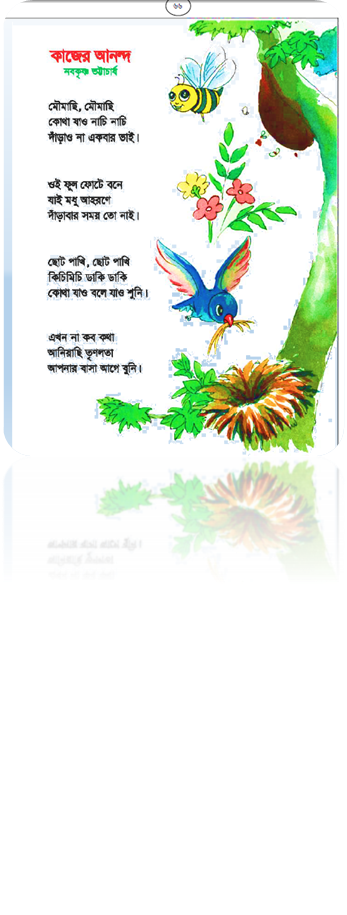 ৬৬
কাজের আনন্দ
নবকৃষ্ণ ভট্টাচার্য
মৌমাছি, মৌমাছি
কোথা যাও নাচি নাচি
দাঁড়াও না একবার ভাই।
ওই ফুল ফোটে বনে
যাই মধু আহরণে
দাঁড়াবার সময় তো নাই।
ছোট পাখি, ছোট পাখি
কিচিমিচি ডাকি ডাকি
কোথা যাও বলে যাও শুনি।
এখন না কব কথা
আনিয়াছি তৃণলতা
আপনার বাসা আগে বুনি।